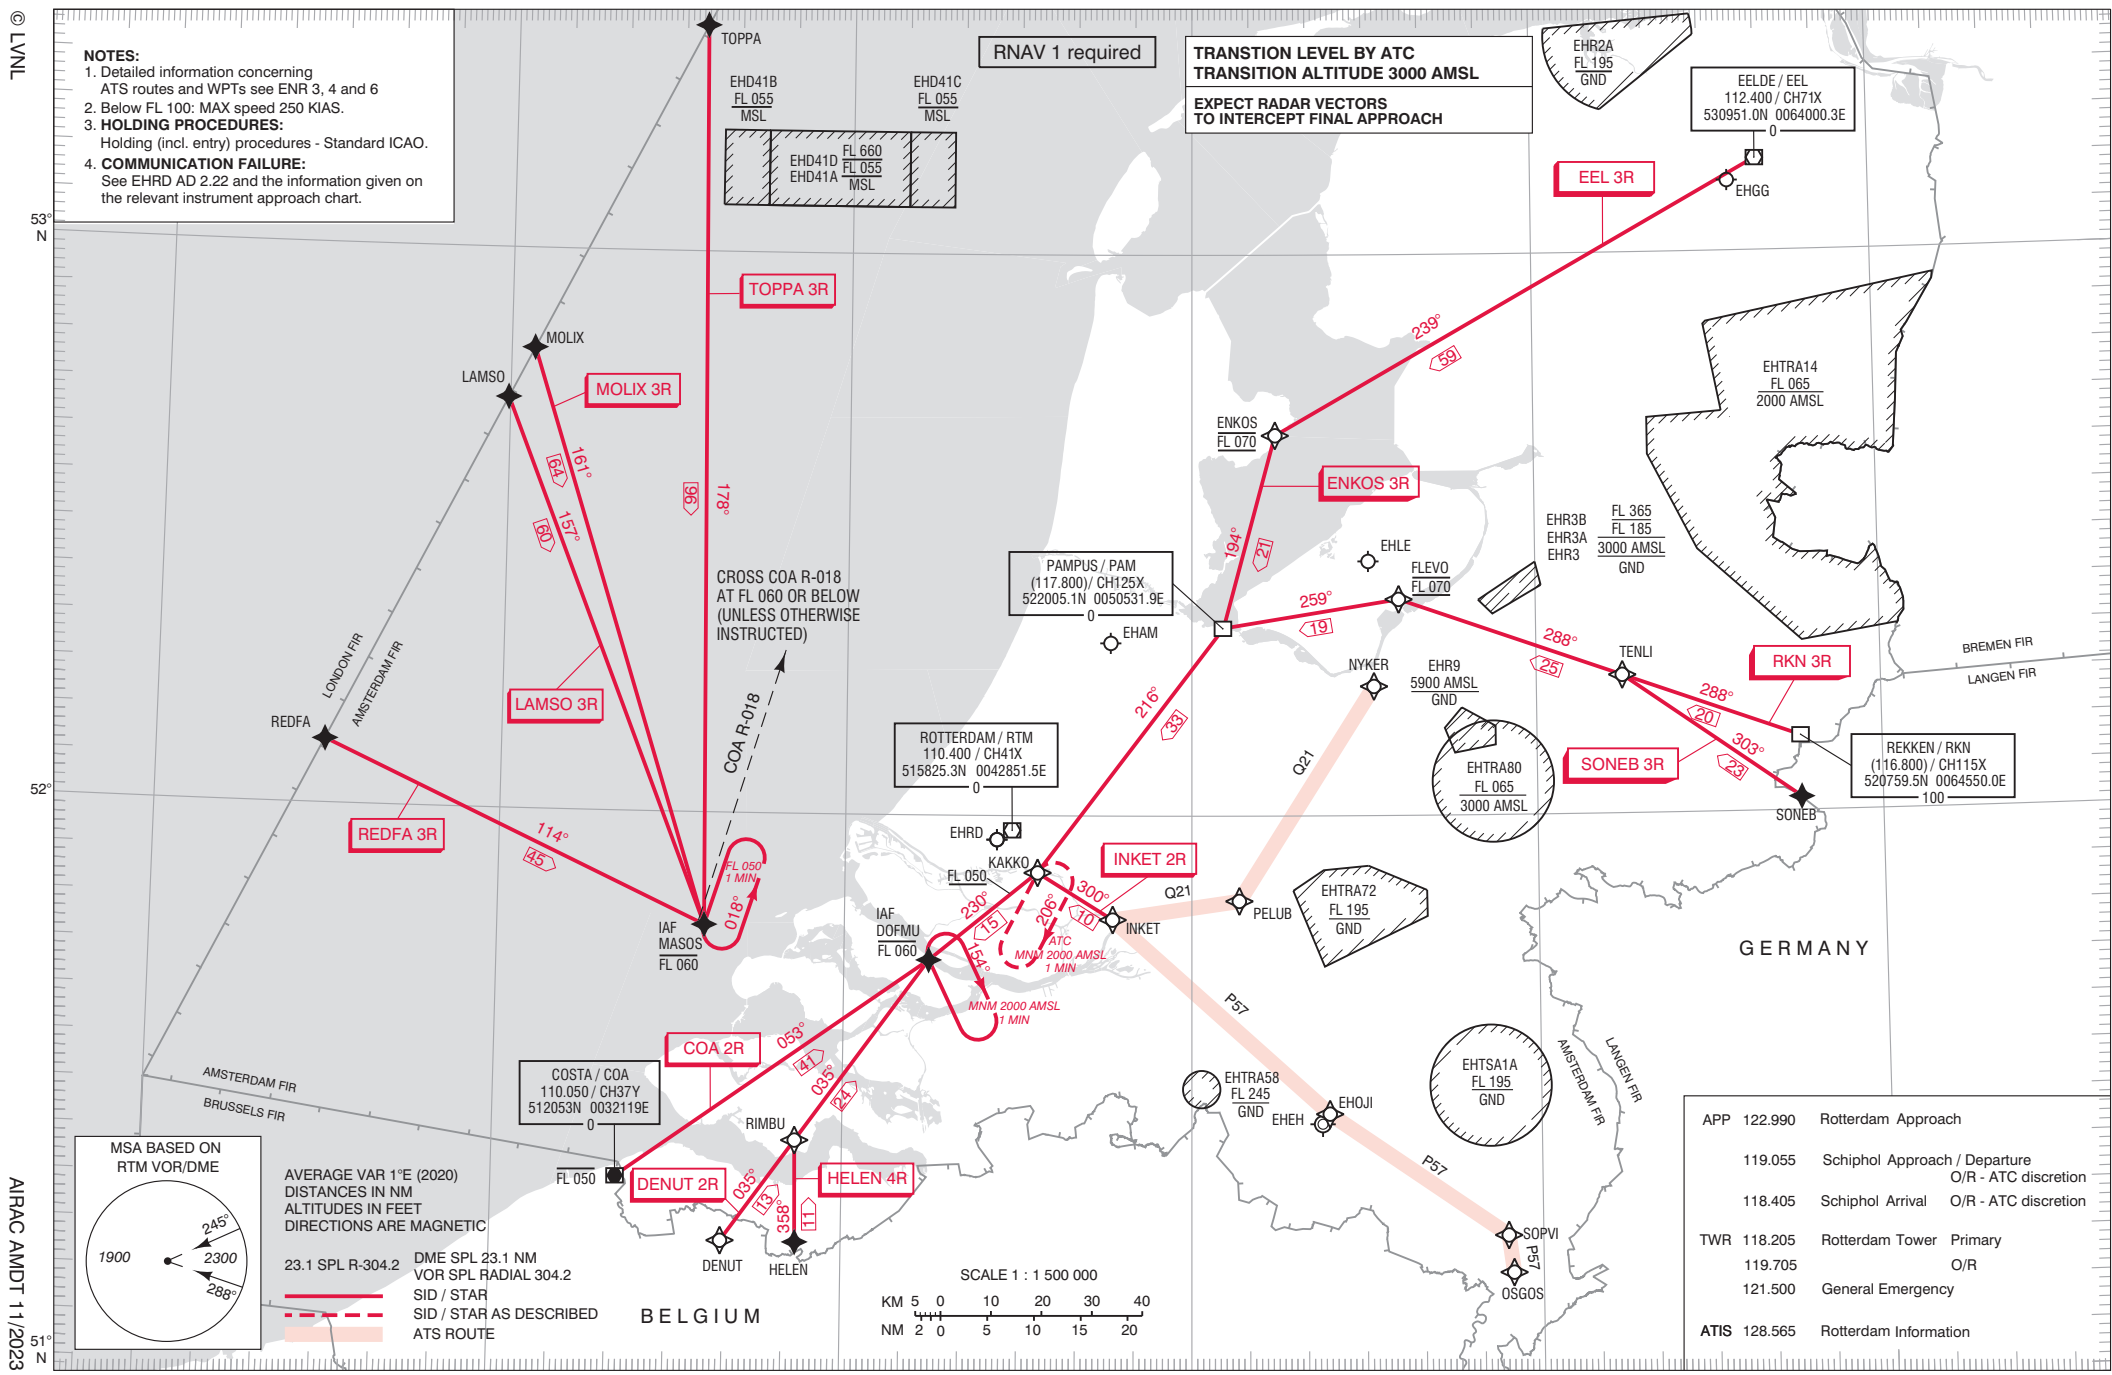 © LVNL
AIRAC AMDT 11/2023
NOTES:
1. Detailed information concerning
ATS routes and WPTs see ENR 3, 4 and 6
2. Below FL 100: MAX speed 250 KIAS.
3. HOLDING PROCEDURES:
Holding (incl. entry) procedures - Standard ICAO.
4. COMMUNICATION FAILURE:
See EHRD AD 2.22 and the information given on
the relevant instrument approach chart.
TOPPA
RNAV 1 required
TRANSTION LEVEL BY ATC
TRANSITION ALTITUDE 3000 AMSL
EXPECT RADAR VECTORS
TO INTERCEPT FINAL APPROACH
EHR2A
FL 195
GND
EELDE / EEL
112.400 / CH71X
530951.0N 0064000.3E
0
EHD41B
FL 055
MSL
EHD41C
FL 055
MSL
EHD41D
EHD41A
FL 660
FL 055
MSL
EEL 3R
EHGG
53°
N
TOPPA 3R
239°
59
MOLIX
LAMSO
MOLIX 3R
EHTRA14
FL 065
2000 AMSL
ENKOS
FL 070
ENKOS 3R
64
161°
60
157°
96
178°
194°
21
EHR3B
EHR3A
EHR3
FL 365
FL 185
3000 AMSL
GND
EHLE
FLEVO
FL 070
PAMPUS / PAM
(117.800)/ CH125X
522005.1N 0050531.9E
0
CROSS COA R-018
AT FL 060 OR BELOW
(UNLESS OTHERWISE
INSTRUCTED)
259°
19
EHAM
288°
25
TENLI
RKN 3R
BREMEN FIR
LANGEN FIR
LONDON FIR
AMSTERDAM FIR
NYKER
EHR9
5900 AMSL
GND
288°
20
LAMSO 3R
COA R-018
216°
33
REDFA
ROTTERDAM / RTM
110.400 / CH41X
515825.3N 0042851.5E
0
Q21
303°
23
SONEB 3R
REKKEN / RKN
(116.800) / CH115X
520759.5N 0064550.0E
100
EHTRA80
FL 065
3000 AMSL
52°
N
SONEB
REDFA 3R
114°
45
EHRD
KAKKO
FL 050
INKET 2R
FL 050
1 MIN
018°
300°
10
Q21
206°
230°
15
ATC
MNM 2000 AMSL
1 MIN
PELUB
INKET
EHTRA72
FL 195
GND
IAF
DOFMU
FL 060
IAF
MASOS
FL 060
154°
MNM 2000 AMSL
1 MIN
GERMANY
P57
COA 2R
053°
41
035°
24
COSTA / COA
110.050 / CH37Y
512053N 0032119E
0
AMSTERDAM FIR
BRUSSELS FIR
EHTRA58
FL 245
GND
EHTSA1A
FL 195
GND
AMSTERDAM FIR
LANGEN FIR
EHOJI
EHEH
RIMBU
P57
MSA BASED ON
RTM VOR/DME
245°
1900
2300
288°
AVERAGE VAR 1°E (2020)
DISTANCES IN NM
ALTITUDES IN FEET
DIRECTIONS ARE MAGNETIC
FL 050
DENUT 2R
035°
13
358°
11
HELEN 4R
DENUT
HELEN
SOPVI
P57
OSGOS
23.1 SPL R-304.2
DME SPL 23.1 NM
VOR SPL RADIAL 304.2
SID / STAR
SID / STAR AS DESCRIBED
ATS ROUTE
BELGIUM
SCALE 1 : 1 500 000
KM 5 0 10 20 30 40
NM 2 0 5 10 15 20
APP 122.990 Rotterdam Approach
119.055 Schiphol Approach / Departure
O/R - ATC discretion
118.405 Schiphol Arrival O/R - ATC discretion
TWR 118.205 Rotterdam Tower Primary
119.705 O/R
121.500 General Emergency
ATIS 128.565 Rotterdam Information
51°
N